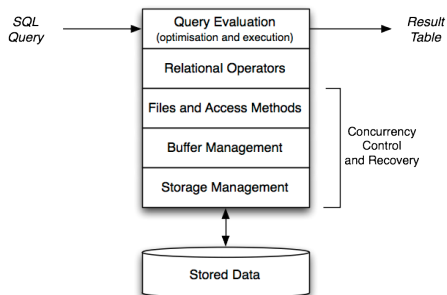 SQL
Query
Query Evaluation
(optimisation and execution)
Result
Table
Relational Operators
Files and Access Methods
Buffer Management
Storage Management
Concurrency
Control
and Recovery
Stored Data